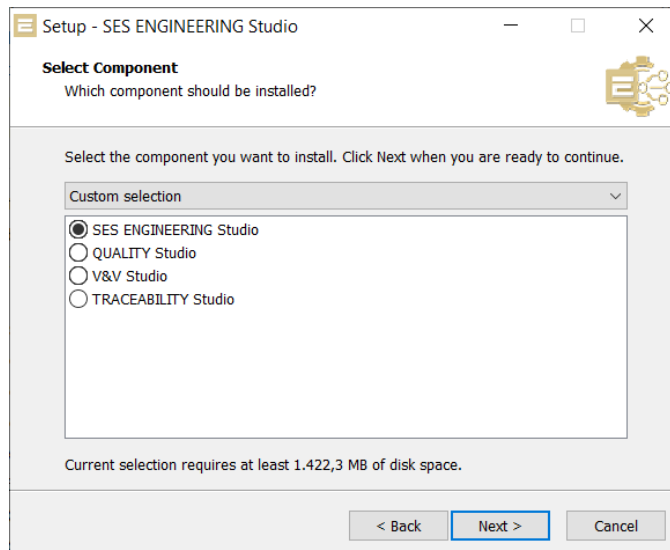 Setup - SES ENGINEERING Studio
Select Component
Which component should be installed?
Select the component you want to install. Click Next when you are ready to continue.
Custom selection
SES ENGINEERING Studio
QUALITY Studio
V&V Studio
TRACEABILITY Studio
Current selection requires at least 1.422,3 MB of disk space.
< Back
Next >
Cancel